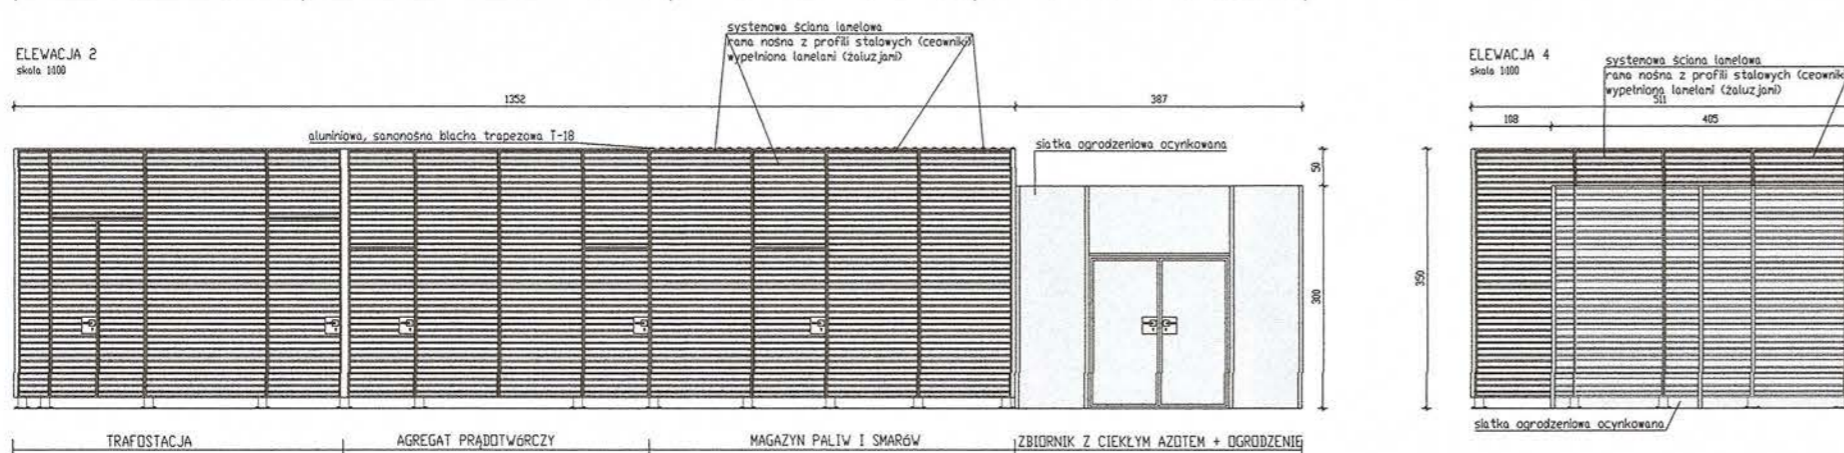 ELEWACJA 2
skala 1:100
systemowa ściana lamelowa
rama nośna z profili stalowych (ceowniki)
wypełniona lamelami (żaluzjami)
1352
387
aluminiowa, samonośna blacha trapezowa T-18
siatka ogrodzeniowa ocynkowana
50
300
TRAFOSTACJA
AGREGAT PRĄDOTWÓRCZY
MAGAZYN PALIW I SMARÓW
ZBIORNIK Z CIEKŁYM AZOTEM + OGRODZENIE
ELEWACJA 4
skala 1:100
systemowa ściana lamelowa
rama nośna z profili stalowych (ceownik
wypełniona lamelami (żaluzjami)
511
108
405
350
siatka ogrodzeniowa ocynkowana